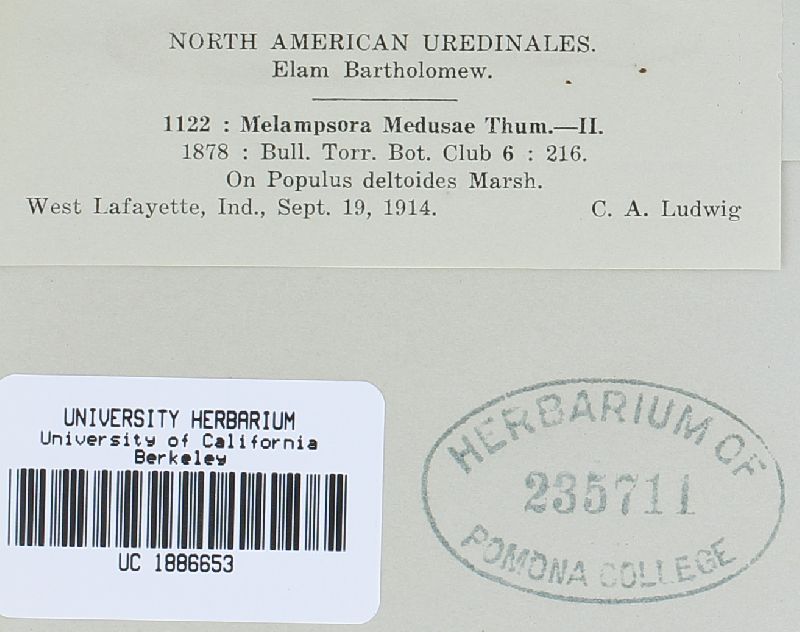 NORTH AMERICAN UREDINALES.
Elam Bartholomew.
1122 : Melampsora Medusae Thum.—II.
1878 : Bull. Torr. Bot. Club 6 : 216.
On Populus deltoides Marsh.
West Lafayette, Ind., Sept. 19, 1914. C. A. Ludwig
UNIVERSITY HERBARIUM
University of California
Berkeley
UC 1886653
HERBARIUM OF
235711
POMONA COLLEGE